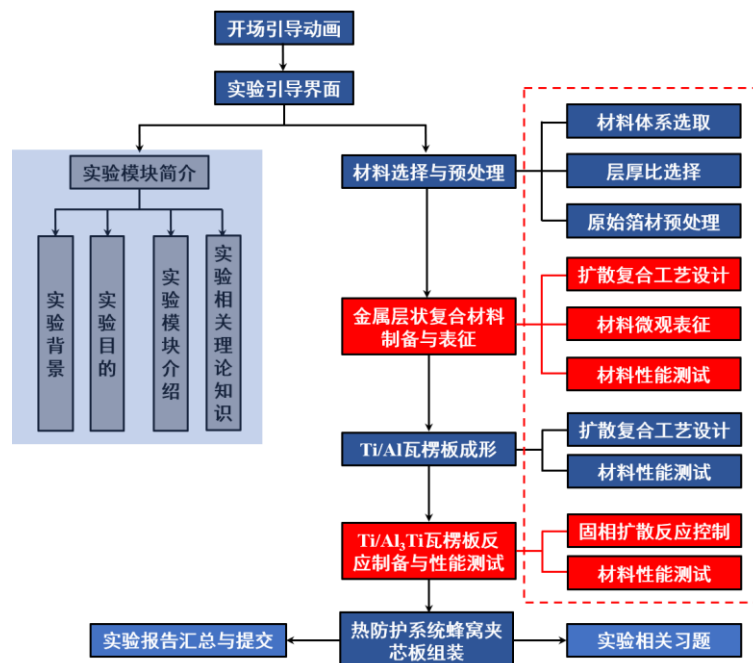 开场引导动画
实验引导界面
实验模块简介
实验背景
实验目的
实验模块介绍
实验相关理论知识
材料选择与预处理
材料体系选取
层厚比选择
原始箔材预处理
金属层状复合材料
制备与表征
扩散复合工艺设计
材料微观表征
材料性能测试
Ti/Al瓦楞板成形
扩散复合工艺设计
材料性能测试
Ti/Al₃Ti瓦楞板反
应制备与性能测试
固相扩散反应控制
材料性能测试
实验报告汇总与提交
热防护系统蜂窝夹
芯板组装
实验相关习题